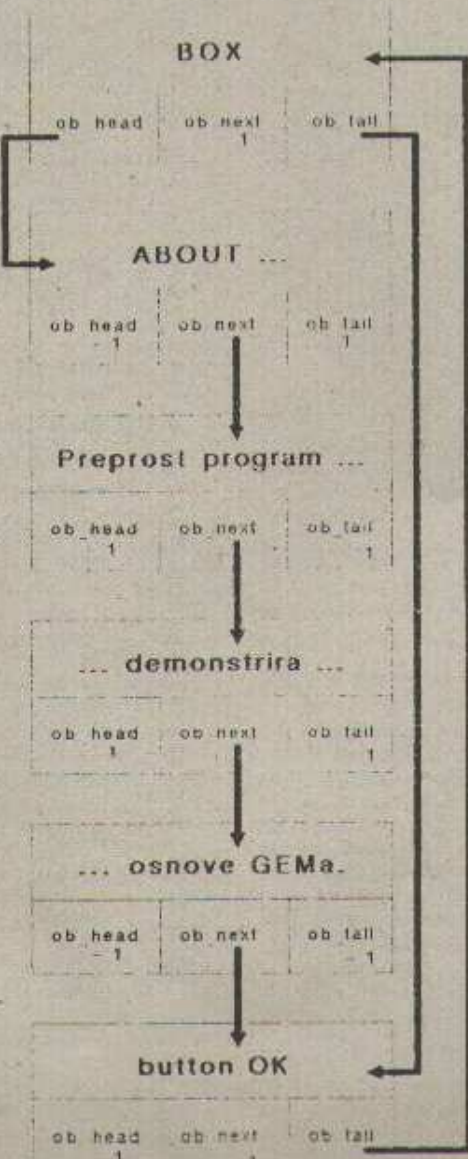 BOX
ob head ob next ob tail
1
ABOUT ...
ob head ob next ob tail
- 1 1
Preprost program ...
ob_head ob next ob_tail
1 1
... demonstrira ...
ob head ob next ob tail
1 1
... osnove GEMa.
ob head ob next ob tail
- 1 - 1
button OK
ob head ob next ob tail
1